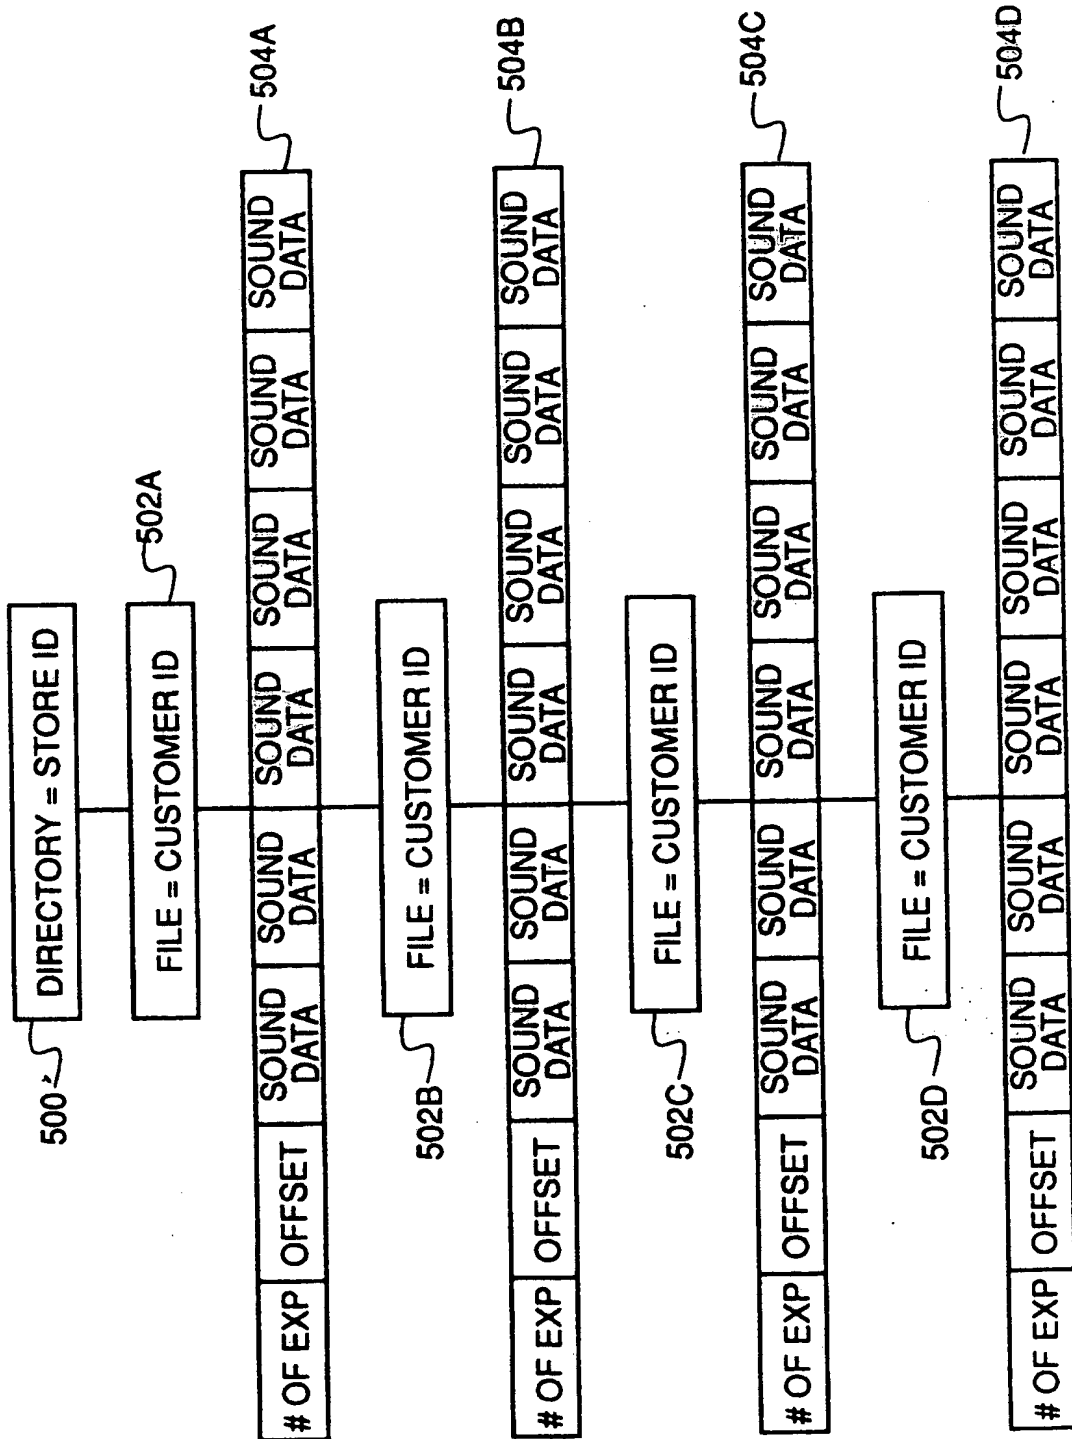 500
DIRECTORY = STORE ID
FILE = CUSTOMER ID
502A
# OF EXP
OFFSET
SOUND
DATA
SOUND
DATA
SOUND
DATA
SOUND
DATA
SOUND
DATA
SOUND
DATA
504A
502B
FILE = CUSTOMER ID
# OF EXP
OFFSET
SOUND
DATA
SOUND
DATA
SOUND
DATA
SOUND
DATA
SOUND
DATA
SOUND
DATA
504B
502C
FILE = CUSTOMER ID
# OF EXP
OFFSET
SOUND
DATA
SOUND
DATA
SOUND
DATA
SOUND
DATA
SOUND
DATA
SOUND
DATA
504C
502D
FILE = CUSTOMER ID
# OF EXP
OFFSET
SOUND
DATA
SOUND
DATA
SOUND
DATA
SOUND
DATA
SOUND
DATA
SOUND
DATA
504D